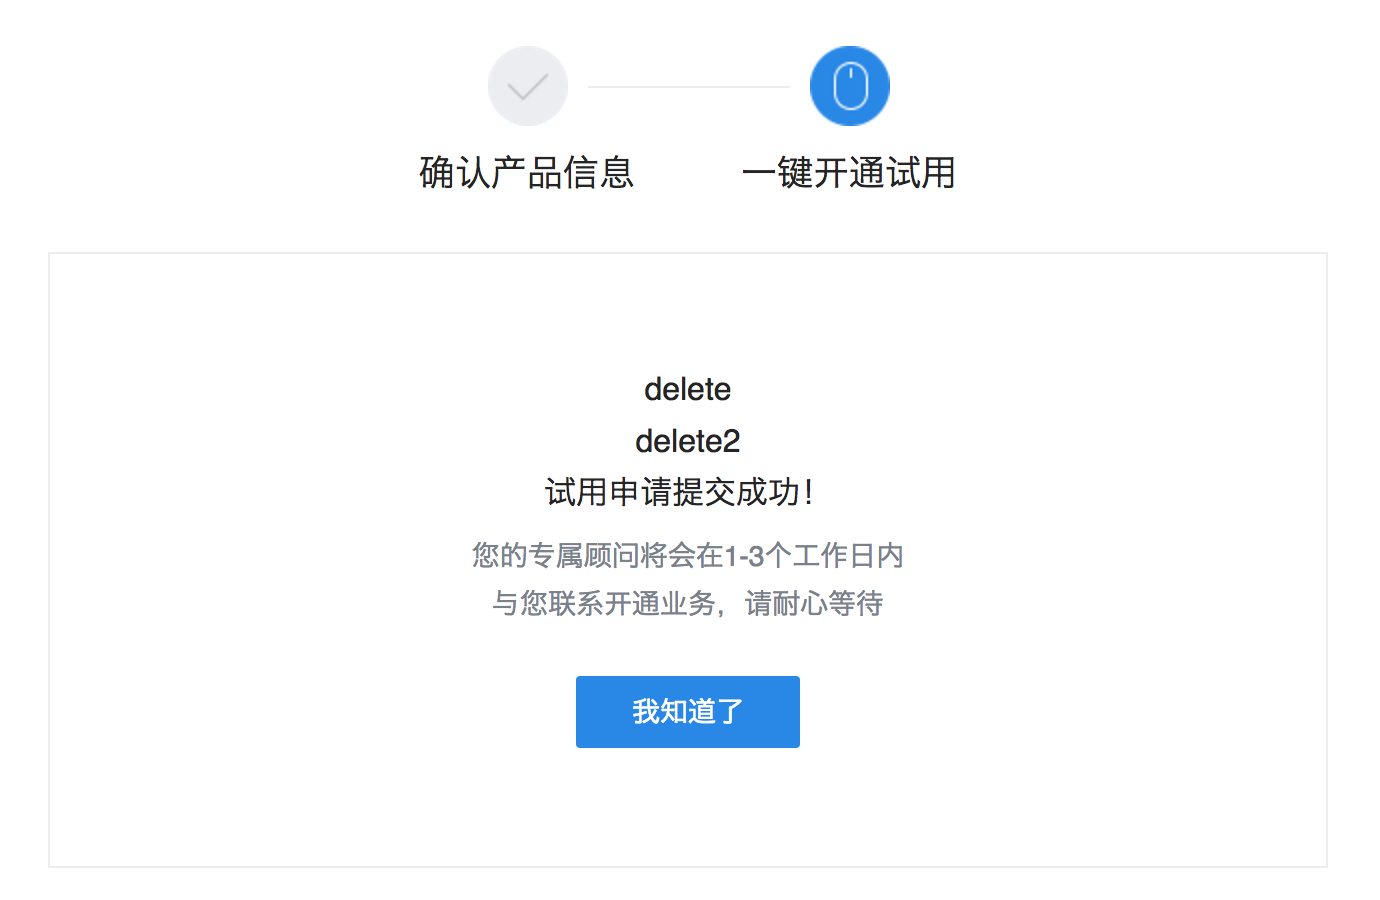 确认产品信息
一键开通试用
delete
delete2
试用申请提交成功！
您的专属顾问将会在1-3个工作日内
与您联系开通业务，请耐心等待
我知道了